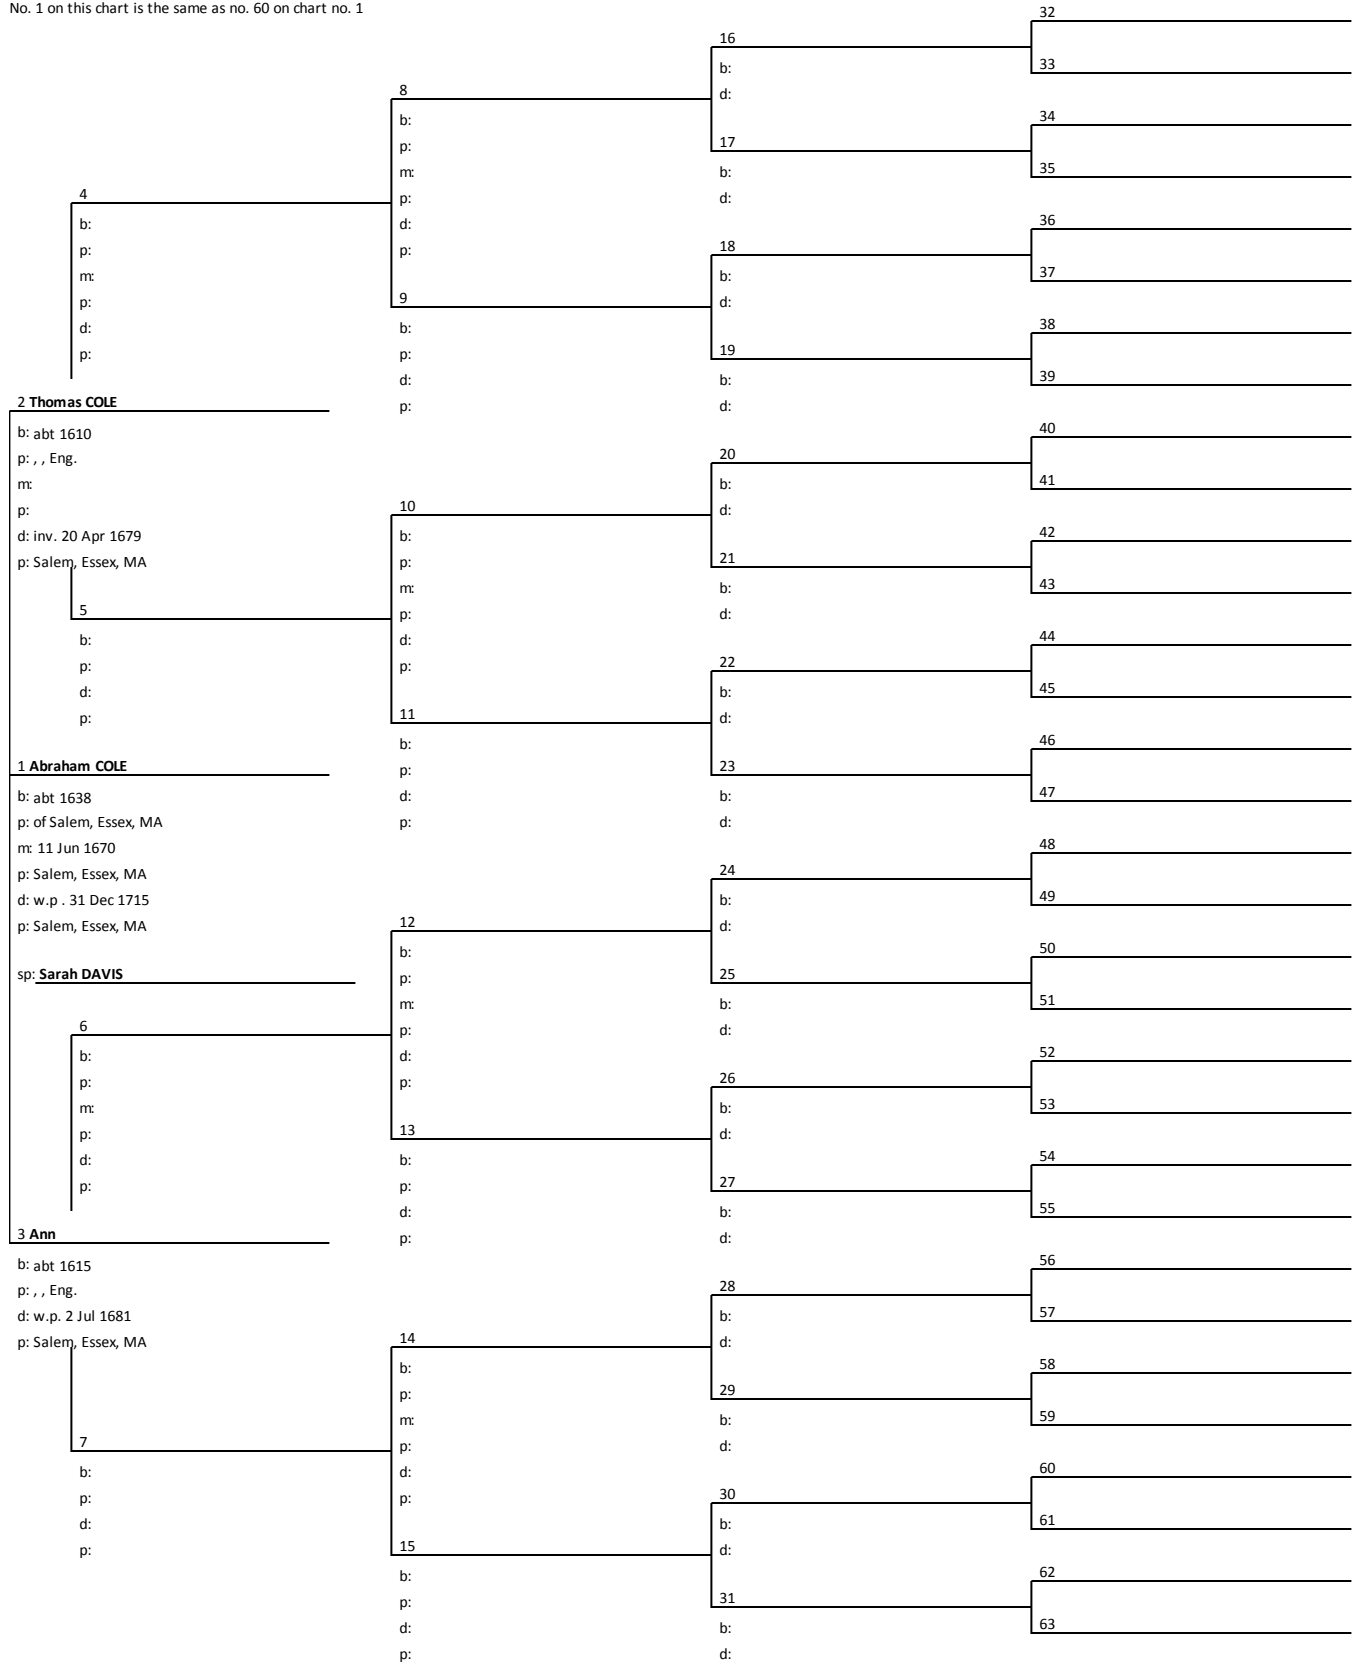 No. 1 on this chart is the same as no. 60 on chart no. 1
2 Thomas COLE
b: abt 1610
p: , , Eng.
m:
p:
d: inv. 20 Apr 1679
p: Salem, Essex, MA
1 Abraham COLE
b: abt 1638
p: of Salem, Essex, MA
m: 11 Jun 1670
p: Salem, Essex, MA
d: w.p . 31 Dec 1715
p: Salem, Essex, MA
sp: Sarah DAVIS
3 Ann
b: abt 1615
p: , , Eng.
d: w.p. 2 Jul 1681
p: Salem, Essex, MA
4
b:
p:
m:
p:
d:
p:
5
b:
p:
d:
p:
6
b:
p:
m:
p:
d:
p:
7
b:
p:
d:
p:
8
b:
p:
m:
p:
d:
p:
9
b:
p:
d:
p:
10
b:
p:
m:
p:
d:
p:
11
b:
p:
d:
p:
12
b:
p:
m:
p:
d:
p:
13
b:
p:
d:
p:
14
b:
p:
m:
p:
d:
p:
15
b:
p:
d:
p:
16
b:
d:
17
b:
d:
18
b:
d:
19
b:
d:
20
b:
d:
21
b:
d:
22
b:
d:
23
b:
d:
24
b:
d:
25
b:
d:
26
b:
d:
27
b:
d:
28
b:
d:
29
b:
d:
30
b:
d:
31
b:
d:
32
33
34
35
36
37
38
39
40
41
42
43
44
45
46
47
48
49
50
51
52
53
54
55
56
57
58
59
60
61
62
63